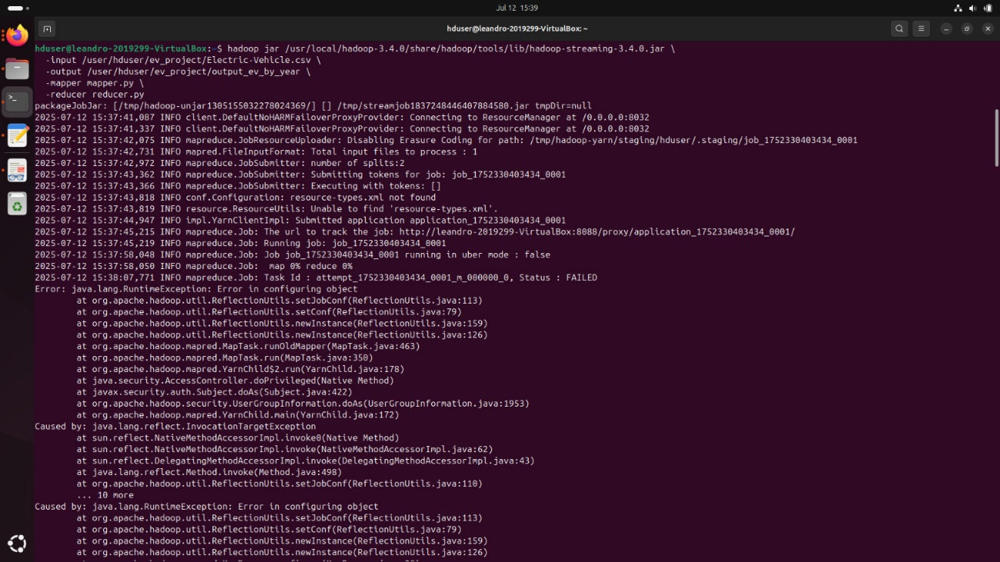 Jul 12 15:39
hduser@leandro-2019299-VirtualBox: ~
hduser@leandro-2019299-VirtualBox:~$ hadoop jar /usr/local/hadoop-3.4.0/share/hadoop/tools/lib/hadoop-streaming-3.4.0.jar \
-input /user/hduser/ev_project/Electric-Vehicle.csv \
-output /user/hduser/ev_project/output_ev_by_year \
-mapper mapper.py \
-reducer reducer.py
packageJobJar: [/tmp/hadoop-unjar1305155032278024369/] [] /tmp/streamjob1837248446407884580.jar tmpDir=null
2025-07-12 15:37:41,087 INFO client.DefaultNoHARMFailoverProxyProvider: Connecting to ResourceManager at /0.0.0.0:8032
2025-07-12 15:37:41,337 INFO client.DefaultNoHARMFailoverProxyProvider: Connecting to ResourceManager at /0.0.0.0:8032
2025-07-12 15:37:42,075 INFO mapreduce.JobResourceUploader: Disabling Erasure Coding for path: /tmp/hadoop-yarn/staging/hduser/.staging/job_1752330403434_0001
2025-07-12 15:37:42,731 INFO mapred.FileInputFormat: Total input files to process : 1
2025-07-12 15:37:42,972 INFO mapreduce.JobSubmitter: number of splits:2
2025-07-12 15:37:43,362 INFO mapreduce.JobSubmitter: Submitting tokens for job: job_1752330403434_0001
2025-07-12 15:37:43,366 INFO mapreduce.JobSubmitter: Executing with tokens: []
2025-07-12 15:37:43,818 INFO conf.Configuration: resource-types.xml not found
2025-07-12 15:37:43,819 INFO resource.ResourceUtils: Unable to find 'resource-types.xml'.
2025-07-12 15:37:44,947 INFO impl.YarnClientImpl: Submitted application application_1752330403434_0001
2025-07-12 15:37:45,215 INFO mapreduce.Job: The url to track the job: http://leandro-2019299-VirtualBox:8088/proxy/application_1752330403434_0001/
2025-07-12 15:37:45,219 INFO mapreduce.Job: Running job: job_1752330403434_0001
2025-07-12 15:37:58,048 INFO mapreduce.Job: Job job_1752330403434_0001 running in uber mode : false
2025-07-12 15:37:58,050 INFO mapreduce.Job:  map 0% reduce 0%
2025-07-12 15:38:07,771 INFO mapreduce.Job: Task Id : attempt_1752330403434_0001_m_000000_0, Status : FAILED
Error: java.lang.RuntimeException: Error in configuring object
at org.apache.hadoop.util.ReflectionUtils.setJobConf(ReflectionUtils.java:113)
at org.apache.hadoop.util.ReflectionUtils.setConf(ReflectionUtils.java:79)
at org.apache.hadoop.util.ReflectionUtils.newInstance(ReflectionUtils.java:159)
at org.apache.hadoop.util.ReflectionUtils.newInstance(ReflectionUtils.java:126)
at org.apache.hadoop.mapred.MapTask.runOldMapper(MapTask.java:463)
at org.apache.hadoop.mapred.MapTask.run(MapTask.java:350)
at org.apache.hadoop.mapred.YarnChild$2.run(YarnChild.java:178)
at java.security.AccessController.doPrivileged(Native Method)
at javax.security.auth.Subject.doAs(Subject.java:422)
at org.apache.hadoop.security.UserGroupInformation.doAs(UserGroupInformation.java:1953)
at org.apache.hadoop.mapred.YarnChild.main(YarnChild.java:172)
Caused by: java.lang.reflect.InvocationTargetException
at sun.reflect.NativeMethodAccessorImpl.invoke0(Native Method)
at sun.reflect.NativeMethodAccessorImpl.invoke(NativeMethodAccessorImpl.java:62)
at sun.reflect.DelegatingMethodAccessorImpl.invoke(DelegatingMethodAccessorImpl.java:43)
at java.lang.reflect.Method.invoke(Method.java:498)
at org.apache.hadoop.util.ReflectionUtils.setJobConf(ReflectionUtils.java:110)
... 10 more
Caused by: java.lang.RuntimeException: Error in configuring object
at org.apache.hadoop.util.ReflectionUtils.setJobConf(ReflectionUtils.java:113)
at org.apache.hadoop.util.ReflectionUtils.setConf(ReflectionUtils.java:79)
at org.apache.hadoop.util.ReflectionUtils.newInstance(ReflectionUtils.java:159)
at org.apache.hadoop.util.ReflectionUtils.newInstance(ReflectionUtils.java:126)